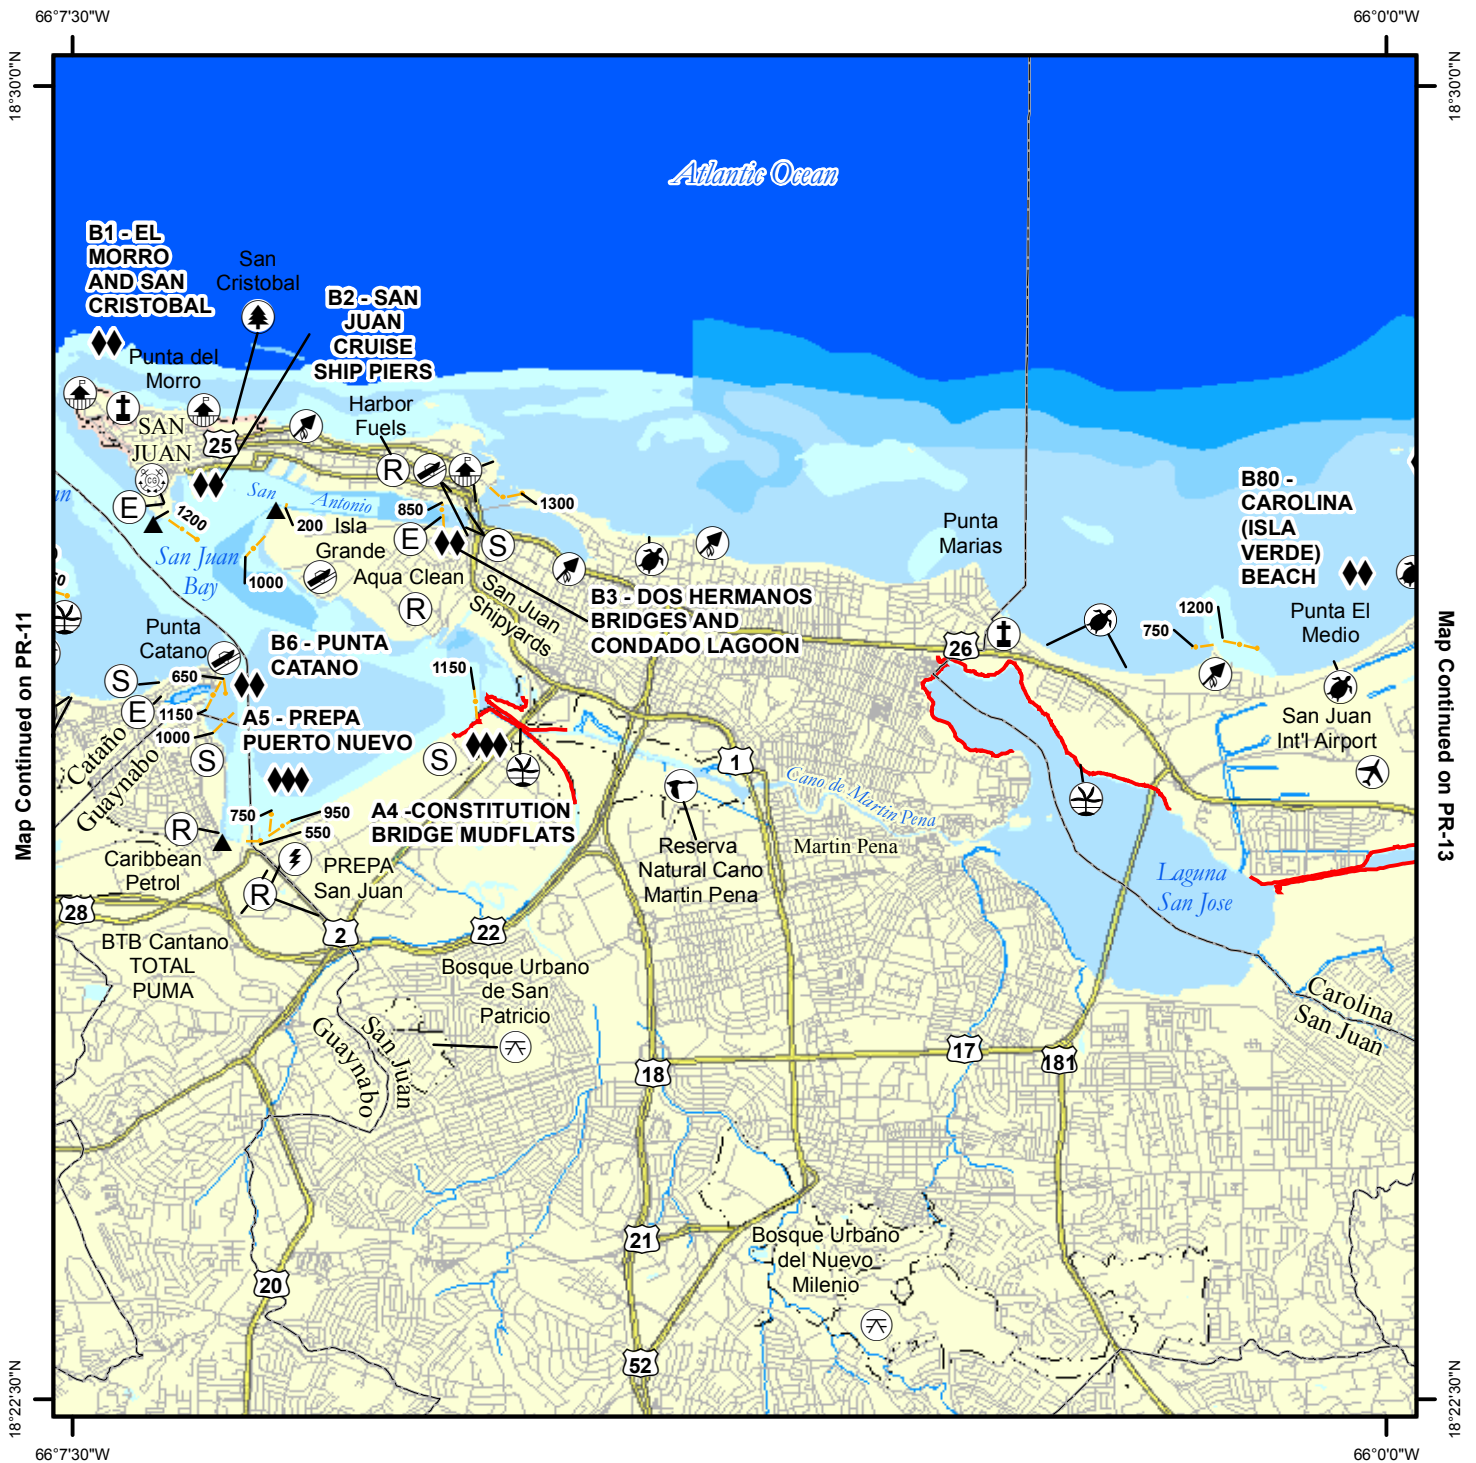 66°7'30"W
66°0'0"W
18°30'0"N
18°30'0"N
Atlantic Ocean
B1 - EL
MORRO
AND SAN
CRISTOBAL
San
Cristobal
B2 - SAN
JUAN
CRUISE
SHIP PIERS
Punta del
Morro
Harbor
Fuels
SAN
JUAN
25
R
CG
E
1200
San
Antonio
200
Isla
Grande
850
E
S
1300
San Juan
Bay
1000
Aqua Clean
R
San Juan
Shipyards
B3 - DOS HERMANOS
BRIDGES AND
CONDADO LAGOON
Punta
Marias
26
B80 -
CAROLINA
(ISLA
VERDE)
BEACH
1200
750
Punta El
Medio
San Juan
Int'l Airport
Map Continued on PR-11
Map Continued on PR-13
Punta
Catano
B6 - PUNTA
CATANO
S
650
E
1150
1000
S
A5 - PREPA
PUERTO NUEVO
1150
S
A4 -CONSTITUTION
BRIDGE MUDFLATS
Cataño
Guaynabo
750
950
550
R
Caribbean
Petrol
PREPA
San Juan
R
1
Cano de Martin Pena
Martin Pena
Reserva
Natural Cano
Martin Pena
Laguna
San Jose
28
2
22
BTB Cantano
TOTAL
PUMA
Bosque Urbano
de San
Patricio
San Juan
Guaynabo
Carolina
San Juan
18
17
181
21
Bosque Urbano
del Nuevo
Milenio
20
52
18°22'30"N
18°22'30"N
66°7'30"W
66°0'0"W